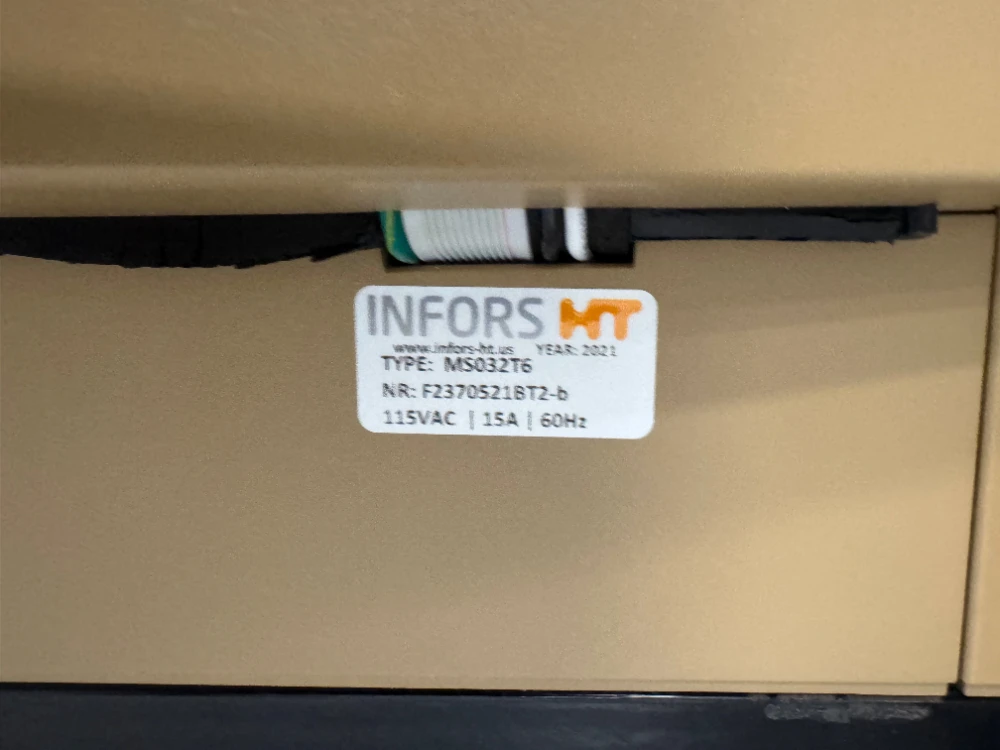 INFORS HT
www.infors-ht.us YEAR: 2021
TYPE: MS032T6
NR: F2370521BT2-b
115VAC | 15A | 60Hz